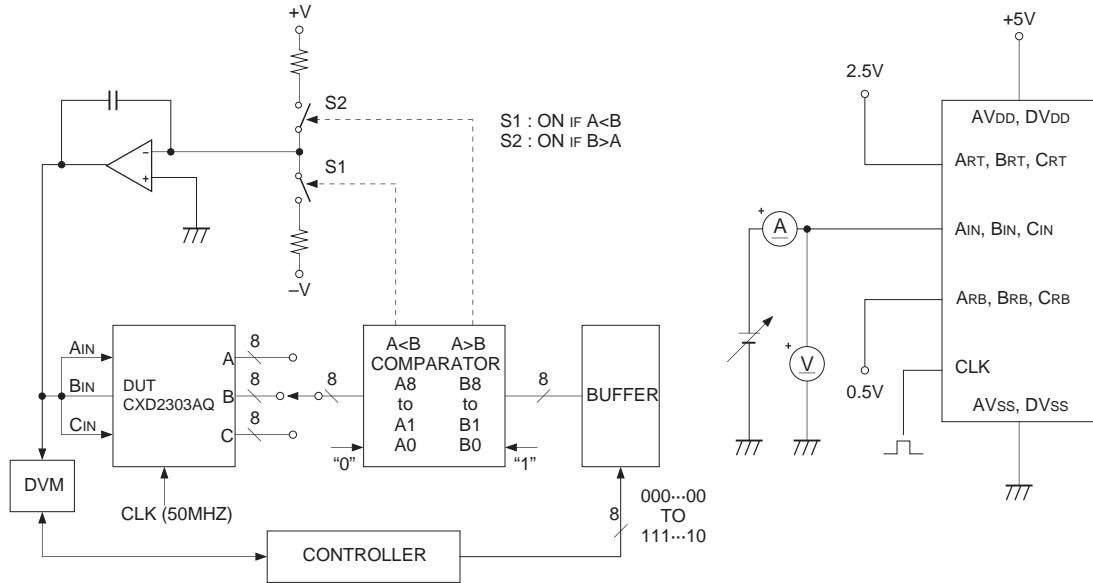 +V
S2
S1 : ON IF A<B
S2 : ON IF B>A
–
+
S1
–V
AIN
BIN
CIN
DUT
CXD2303AQ
A
B
C
8
8
8
8
A<B A>B
COMPARATOR
A8 B8
to to
A1 B1
A0 B0
"0"
"1"
8
BUFFER
DVM
CLK (50MHZ)
CONTROLLER
8
000···00
TO
111···10
+5V
2.5V
AVDD, DVDD
ART, BRT, CRT
+
A
AIN, BIN, CIN
ARB, BRB, CRB
+
V
0.5V
CLK
AVSS, DVSS